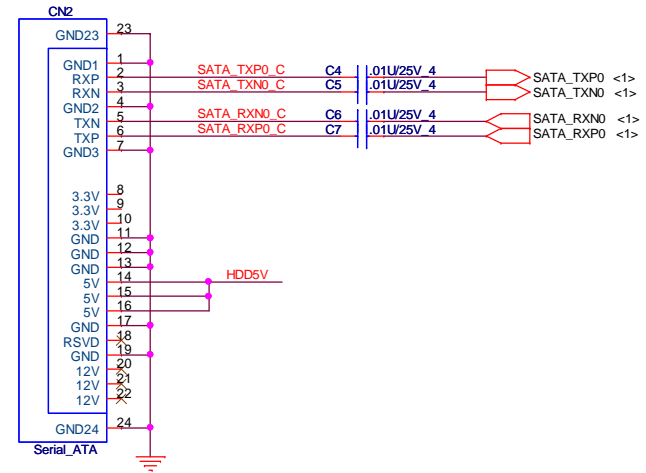 CN2
GND23 23
GND1 1
RXP 2 SATA_TXP0_C C4 .01U/25V_4 SATA_TXP0 <1>
RXN 3 SATA_TXN0_C C5 .01U/25V_4 SATA_TXN0 <1>
GND2 4
TXN 5 SATA_RXN0_C C6 .01U/25V_4 SATA_RXN0 <1>
TXP 6 SATA_RXP0_C C7 .01U/25V_4 SATA_RXP0 <1>
GND3 7
3.3V 8
3.3V 9
3.3V 10
GND 11
GND 12
GND 13
5V 14 HDD5V
5V 15
5V 16
GND 17
RSVD 18
GND 19
12V 20
12V 21
12V 22
GND24 24
Serial_ATA